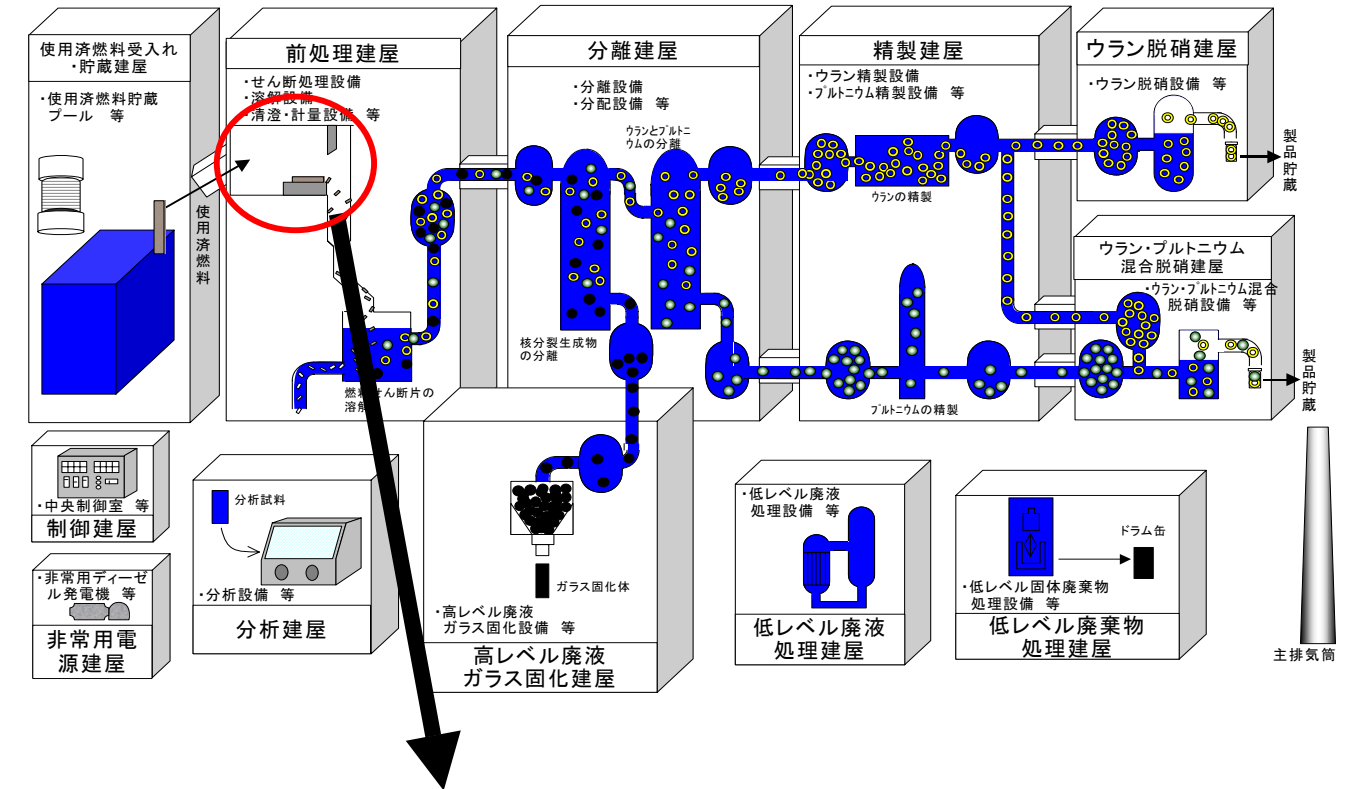 使用済燃料受入れ
・貯蔵建屋
・使用済燃料貯蔵
プール 等
使用済燃料
前処理建屋
・せん断処理設備
・溶解設備
・清澄・計量設備 等
燃料せん断片の
溶解
分離建屋
・分離設備
・分配設備 等
ウランとプルトニ
ウムの分離
核分裂生成物
の分離
精製建屋
・ウラン精製設備
・プルトニウム精製設備 等
ウランの精製
プルトニウムの精製
ウラン脱硝建屋
・ウラン脱硝設備 等
製品貯蔵
ウラン・プルトニウム
混合脱硝建屋
・ウラン・プルトニウム混合
脱硝設備 等
製品貯蔵
・中央制御室 等
制御建屋
・非常用ディーゼ
ル発電機 等
非常用電
源建屋
分析試料
・分析設備 等
分析建屋
ガラス固化体
・高レベル廃液
ガラス固化設備 等
高レベル廃液
ガラス固化建屋
・低レベル廃液
処理設備 等
低レベル廃液
処理建屋
ドラム缶
・低レベル固体廃棄物
処理設備 等
低レベル廃棄物
処理建屋
主排気筒